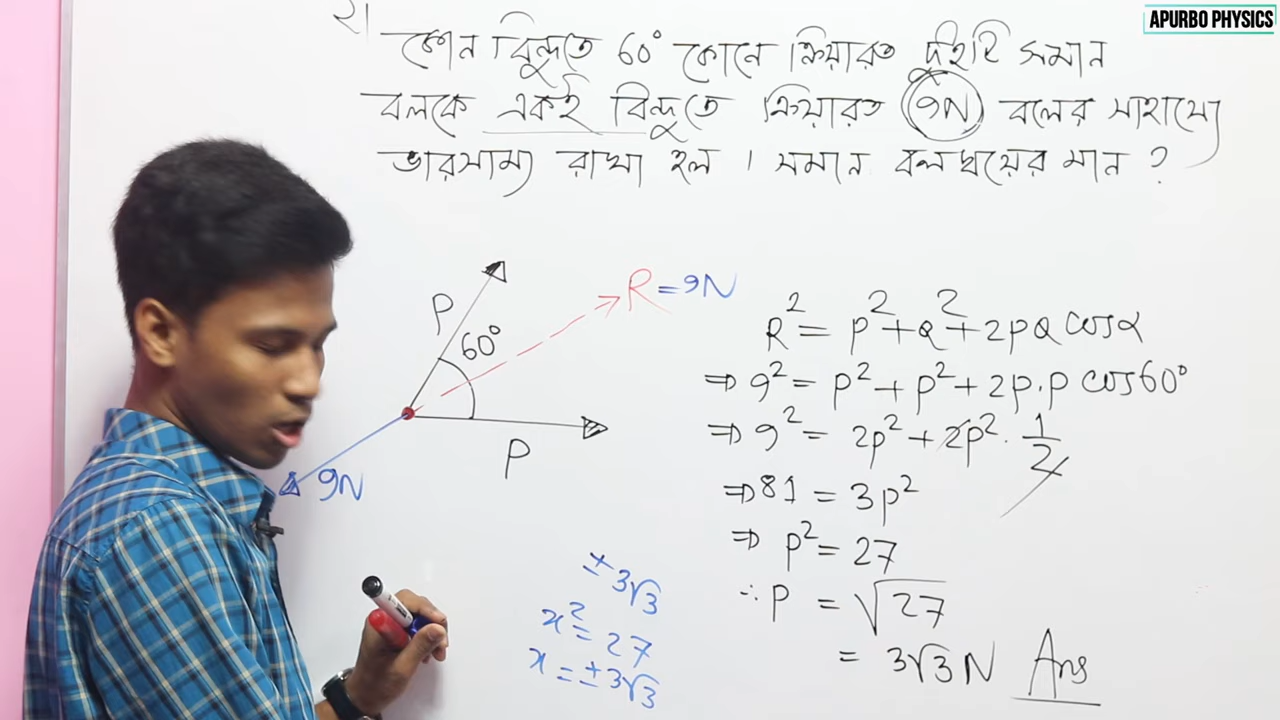 APURBO PHYSICS
২।
কোন বিন্দুতে 60° কোনে ক্রিয়ারত দুইটি সমান
বলকে একই বিন্দুতে ক্রিয়ারত 9N বলের সাহায্যে
ভারসাম্য রাখা হল । সমান বলদ্বয়ের মান ?
P
60°
R = 9N
P
9N
R² = P² + Q² + 2PQ cosα
⇒ 9² = P² + P² + 2P.P cos60°
⇒ 9² = 2P² + 2P² . 1/2
⇒ 81 = 3P²
⇒ P² = 27
∴ P = √27
= 3√3 N Ans
± 3√3
x² = 27
x = ± 3√3